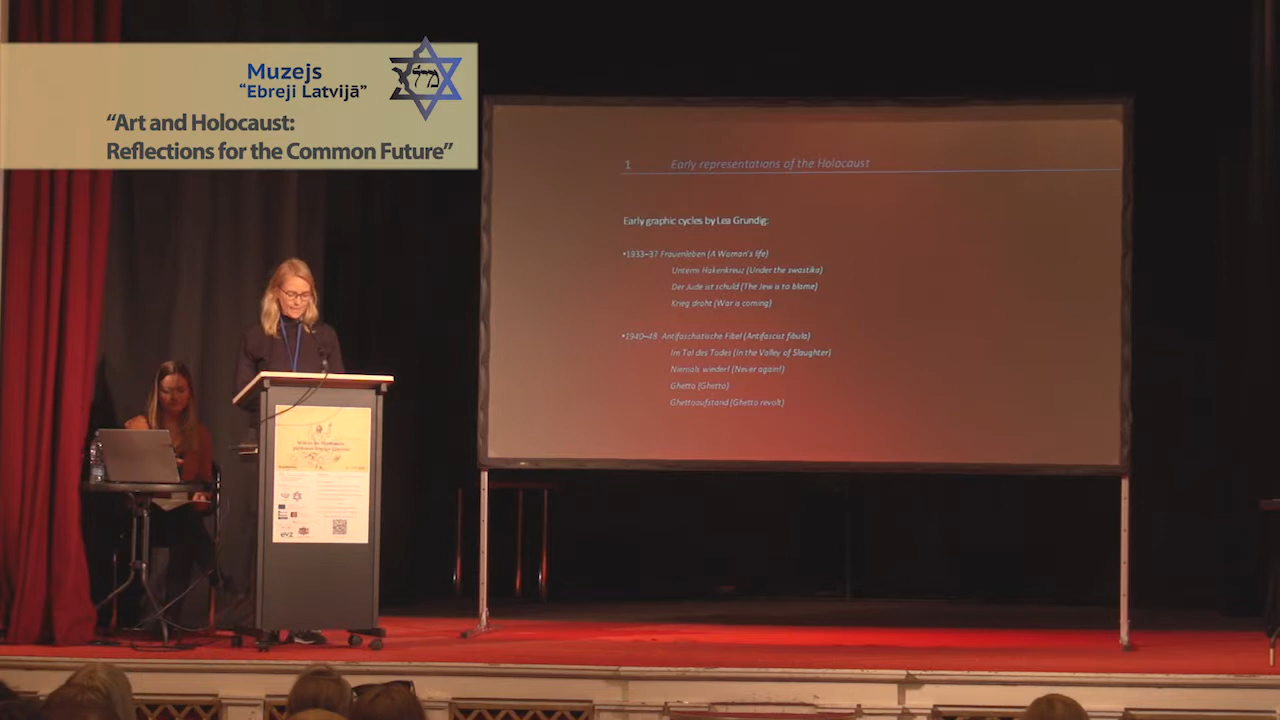 Muzejs
“Ebreji Latvijā”
“Art and Holocaust:
Reflections for the Common Future”
1 Early representations of the Holocaust
Early graphic cycles by Lea Grundig:
•1933–37 Frauenleben (A Woman's life)
Unterm Hakenkreuz (Under the swastika)
Der Jude ist schuld (The Jew is to blame)
Krieg droht (War is coming)
•1940–48 Antifaschistische Fibel (Antifascist fibula)
Im Tal des Todes (In the Valley of Slaughter)
Niemals wieder! (Never again!)
Ghetto (Ghetto)
Ghettoaufstand (Ghetto revolt)
evz